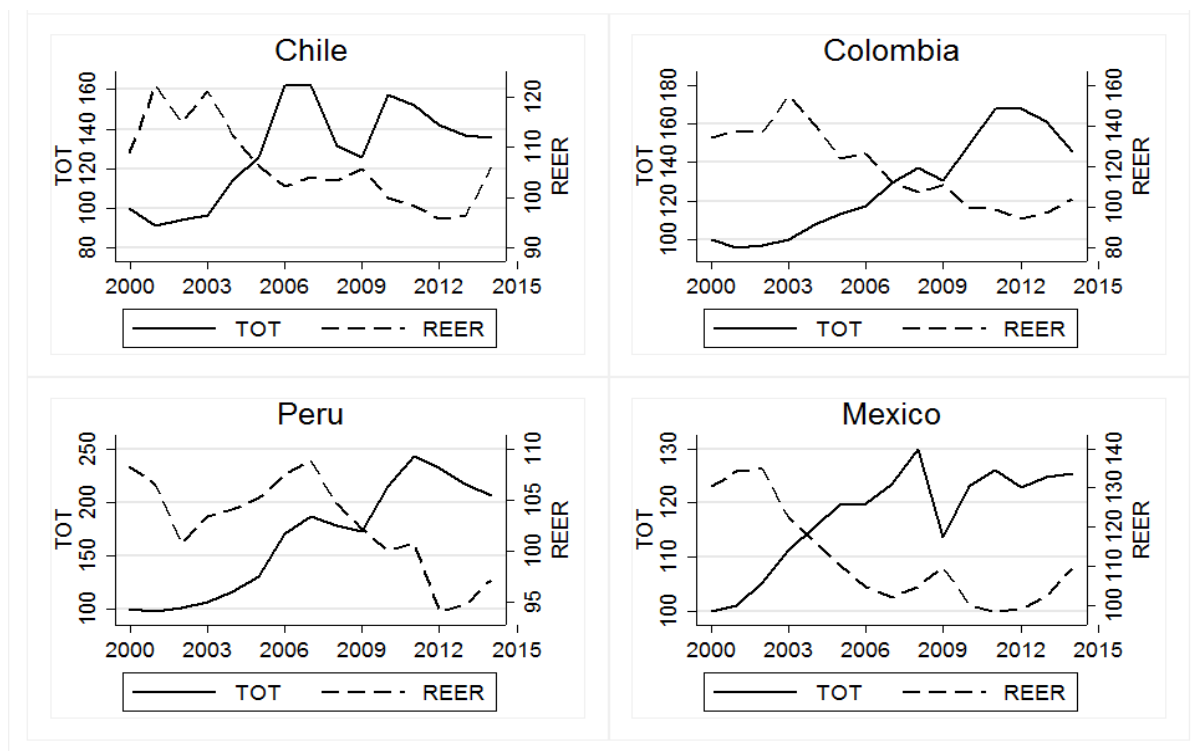 Chile
TOT
80 100 120 140 160
REER
90 100 110 120
2000 2003 2006 2009 2012 2015
TOT REER
Colombia
TOT
100 120 140 160 180
REER
80 100 120 140 160
2000 2003 2006 2009 2012 2015
TOT REER
Peru
TOT
100 150 200 250
REER
95 100 105 110
2000 2003 2006 2009 2012 2015
TOT REER
Mexico
TOT
100 110 120 130
REER
100 110 120 130 140
2000 2003 2006 2009 2012 2015
TOT REER